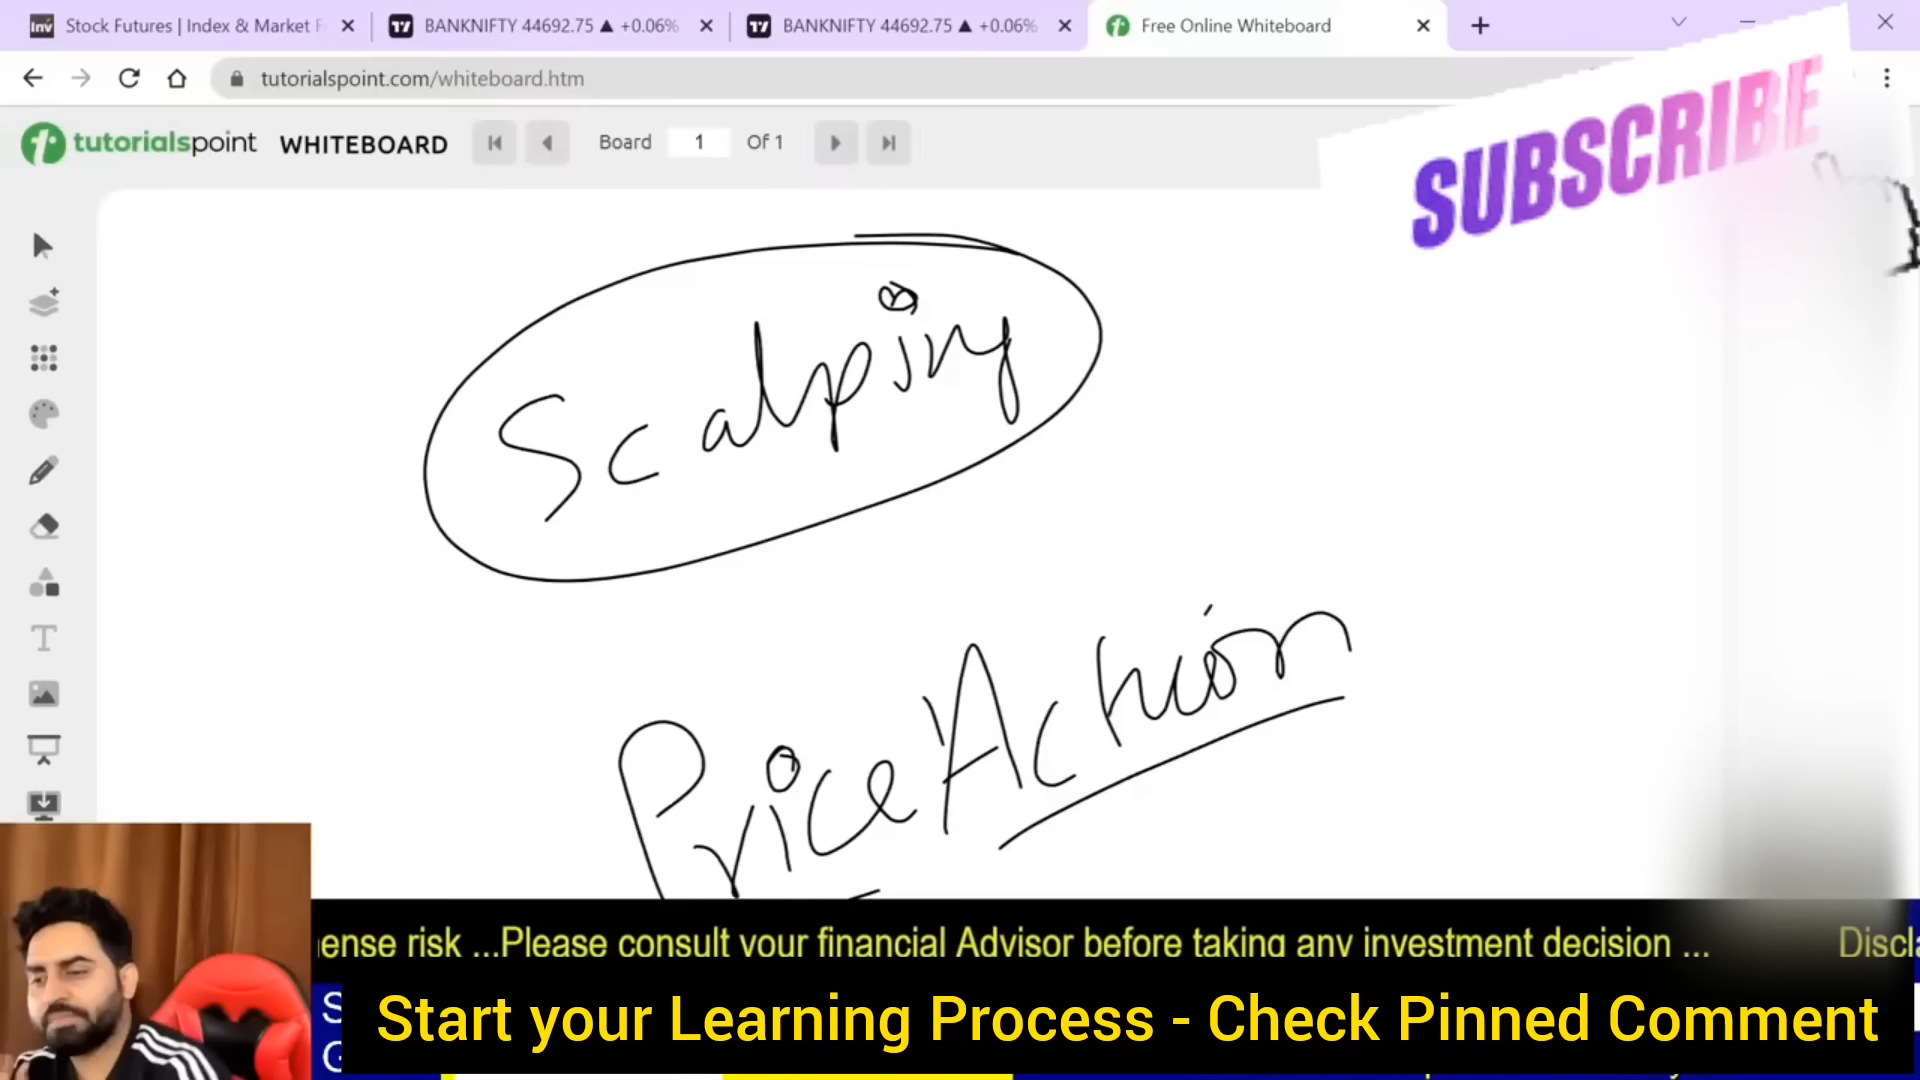 Stock Futures | Index & Market F
BANKNIFTY 44692.75 ▲ +0.06%
BANKNIFTY 44692.75 ▲ +0.06%
Free Online Whiteboard
tutorialspoint.com/whiteboard.htm
tutorialspoint WHITEBOARD Board 1 Of 1
SUBSCRIBE
Scalping
Price Action
risk ...Please consult your financial Advisor before taking any investment decision ...
Start your Learning Process - Check Pinned Comment